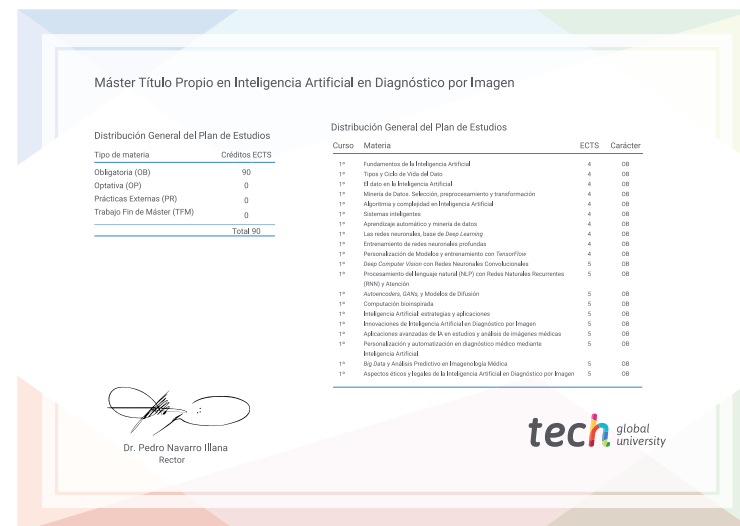 Máster Título Propio en Inteligencia Artificial en Diagnóstico por Imagen
Distribución General del Plan de Estudios
Tipo de materia Créditos ECTS
Obligatoria (OB) 90
Optativa (OP) 0
Prácticas Externas (PR) 0
Trabajo Fin de Máster (TFM) 0
Total 90
Distribución General del Plan de Estudios
Curso Materia ECTS Carácter
1º Fundamentos de la Inteligencia Artificial 4 OB
1º Tipos y Ciclo de Vida del Dato 4 OB
1º El dato en la Inteligencia Artificial 4 OB
1º Minería de Datos. Selección, preprocesamiento y transformación 4 OB
1º Algoritmia y complejidad en Inteligencia Artificial 4 OB
1º Sistemas inteligentes 4 OB
1º Aprendizaje automático y minería de datos 4 OB
1º Las redes neuronales, base de Deep Learning 4 OB
1º Entrenamiento de redes neuronales profundas 4 OB
1º Personalización de Modelos y entrenamiento con TensorFlow 4 OB
1º Deep Computer Vision con Redes Neuronales Convolucionales 5 OB
1º Procesamiento del lenguaje natural (NLP) con Redes Naturales Recurrentes 5 OB
(RNN) y Atención
1º Autoencoders, GANs, y Modelos de Difusión 5 OB
1º Computación bioinspirada 5 OB
1º Inteligencia Artificial: estrategias y aplicaciones 5 OB
1º Innovaciones de Inteligencia Artificial en Diagnóstico por Imagen 5 OB
1º Aplicaciones avanzadas de IA en estudios y análisis de imágenes médicas 5 OB
1º Personalización y automatización en diagnóstico médico mediante 5 OB
Inteligencia Artificial
1º Big Data y Análisis Predictivo en Imagenología Médica 5 OB
1º Aspectos éticos y legales de la Inteligencia Artificial en Diagnóstico por Imagen 5 OB
Dr. Pedro Navarro Illana
Rector
tech global
university